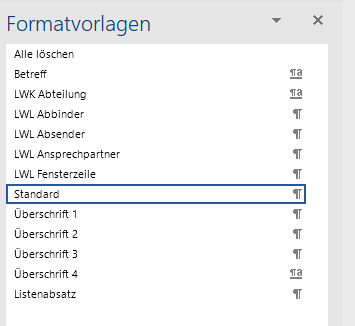 Formatvorlagen
Alle löschen
Betreff ¶a
LWK Abteilung ¶a
LWL Abbinder ¶
LWL Absender ¶
LWL Ansprechpartner ¶
LWL Fensterzeile ¶
Standard ¶
Überschrift 1 ¶
Überschrift 2 ¶
Überschrift 3 ¶
Überschrift 4 ¶a
Listenabsatz ¶